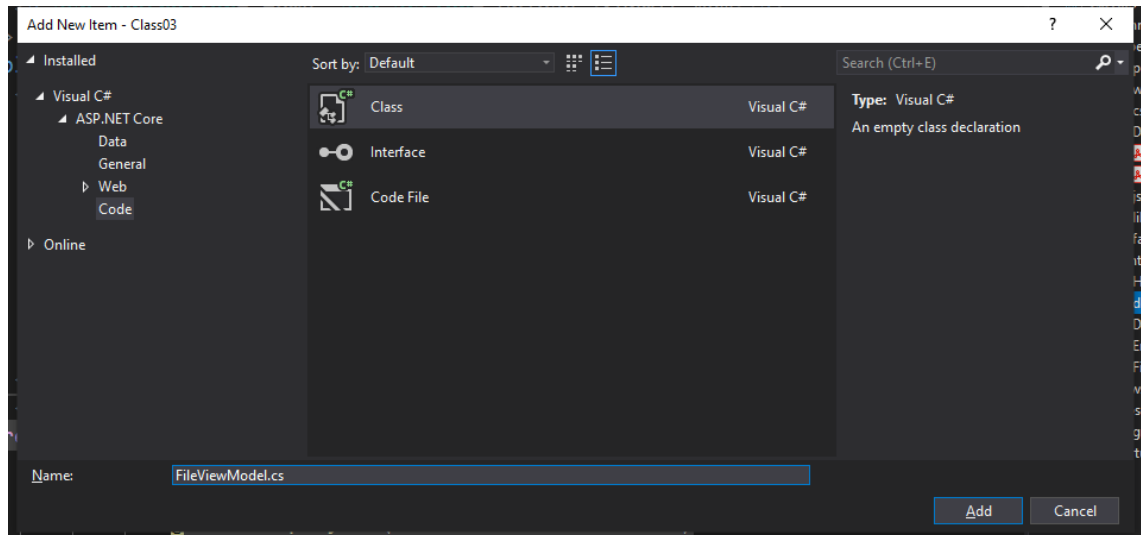 Add New Item - Class03
? 
Installed
Sort by: Default
Search (Ctrl+E)
Visual C#
ASP.NET Core
Data
General
Web
Code
Online
C# Class Visual C#
Interface Visual C#
C# Code File Visual C#
Type: Visual C#
An empty class declaration
Name: FileViewModel.cs
Add Cancel